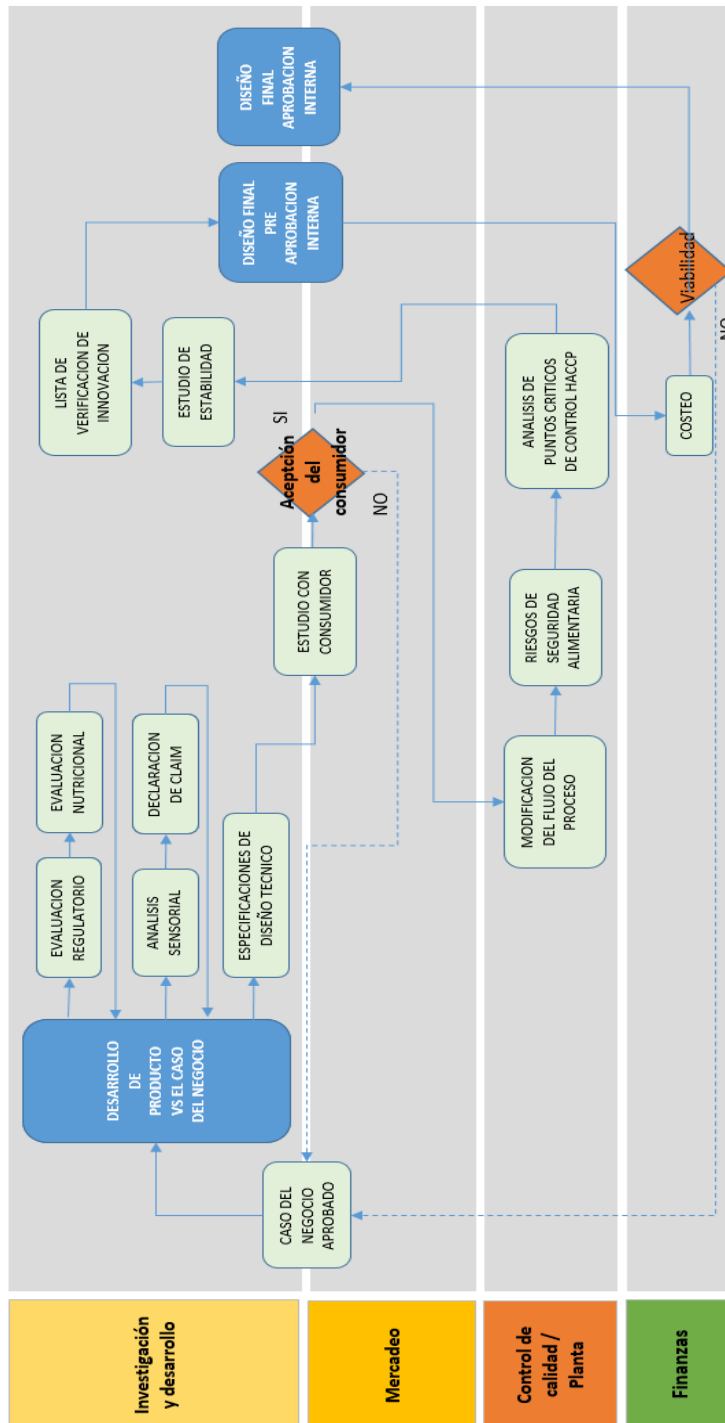 Investigación
y desarrollo
Mercadeo
Control de
calidad /
Planta
Finanzas
CASO DEL
NEGOCIO
APROBADO
DESARROLLO
DE
PRODUCTO
VS EL CASO
DEL NEGOCIO
EVALUACION
REGULATORIO
EVALUACION
NUTRICIONAL
ANALISIS
SENSORIAL
DECLARACION
DE CLAIM
ESPECIFICACIONES DE
DISEÑO TECNICO
ESTUDIO CON
CONSUMIDOR
Aceptción
del
consumidor
SI
NO
MODIFICACION
DEL FLUJO DEL
PROCESO
RIESGOS DE
SEGURIDAD
ALIMENTARIA
ANALISIS DE
PUNTOS CRITICOS
DE CONTROL HACCP
ESTUDIO DE
ESTABILIDAD
LISTA DE
VERIFICACION DE
INNOVACION
DISEÑO FINAL
PRE
APROBACION
INTERNA
COSTEO
Viabilidad
NO
DISEÑO
FINAL
APROBACION
INTERNA